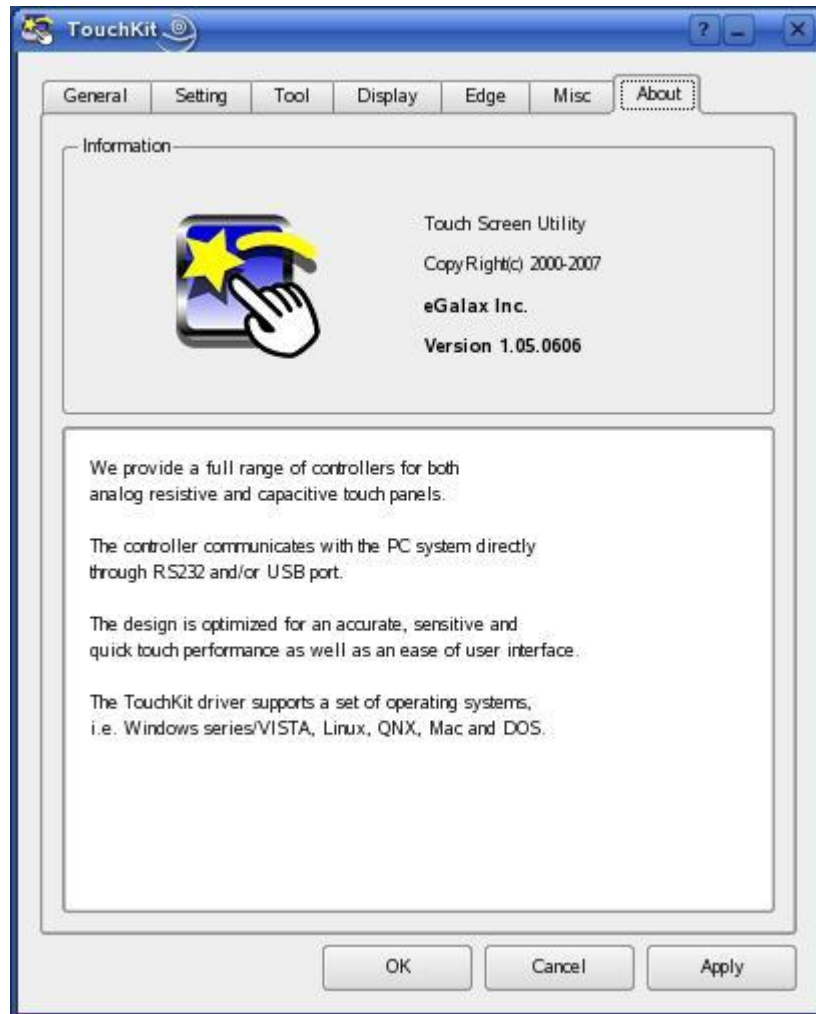 TouchKit
?
General Setting Tool Display Edge Misc About
Information
Touch Screen Utility
CopyRight(c) 2000-2007
eGalax Inc.
Version 1.05.0606
We provide a full range of controllers for both
analog resistive and capacitive touch panels.
The controller communicates with the PC system directly
through RS232 and/or USB port.
The design is optimized for an accurate, sensitive and
quick touch performance as well as an ease of user interface.
The TouchKit driver supports a set of operating systems,
i.e. Windows series/VISTA, Linux, QNX, Mac and DOS.
OK Cancel Apply